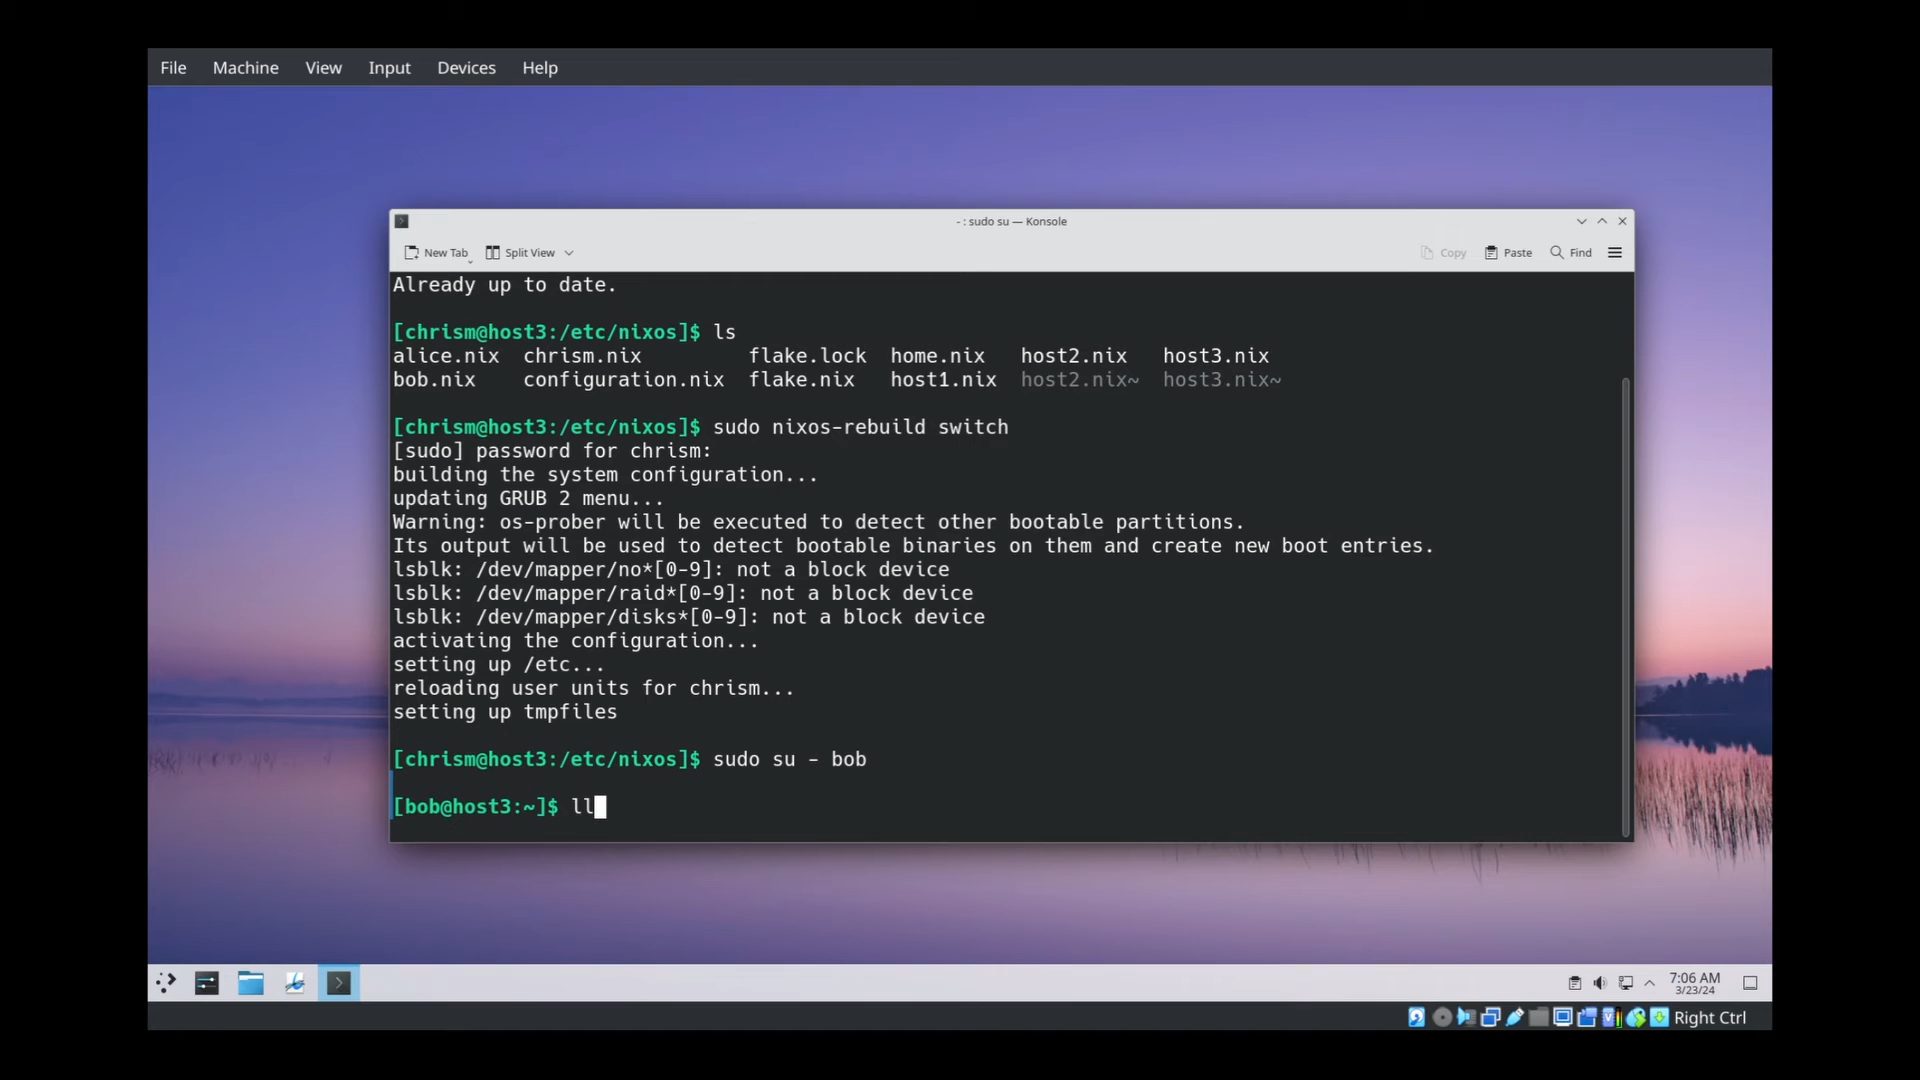 File Machine View Input Devices Help
- : sudo su — Konsole
New Tab Split View Copy Paste Find
Already up to date.
[chrism@host3:/etc/nixos]$ ls
alice.nix chrism.nix flake.lock home.nix host2.nix host3.nix
bob.nix configuration.nix flake.nix host1.nix host2.nix~ host3.nix~
[chrism@host3:/etc/nixos]$ sudo nixos-rebuild switch
[sudo] password for chrism:
building the system configuration...
updating GRUB 2 menu...
Warning: os-prober will be executed to detect other bootable partitions.
Its output will be used to detect bootable binaries on them and create new boot entries.
lsblk: /dev/mapper/no*[0-9]: not a block device
lsblk: /dev/mapper/raid*[0-9]: not a block device
lsblk: /dev/mapper/disks*[0-9]: not a block device
activating the configuration...
setting up /etc...
reloading user units for chrism...
setting up tmpfiles
[chrism@host3:/etc/nixos]$ sudo su - bob
[bob@host3:~]$ ll
7:06 AM
3/23/24
Right Ctrl